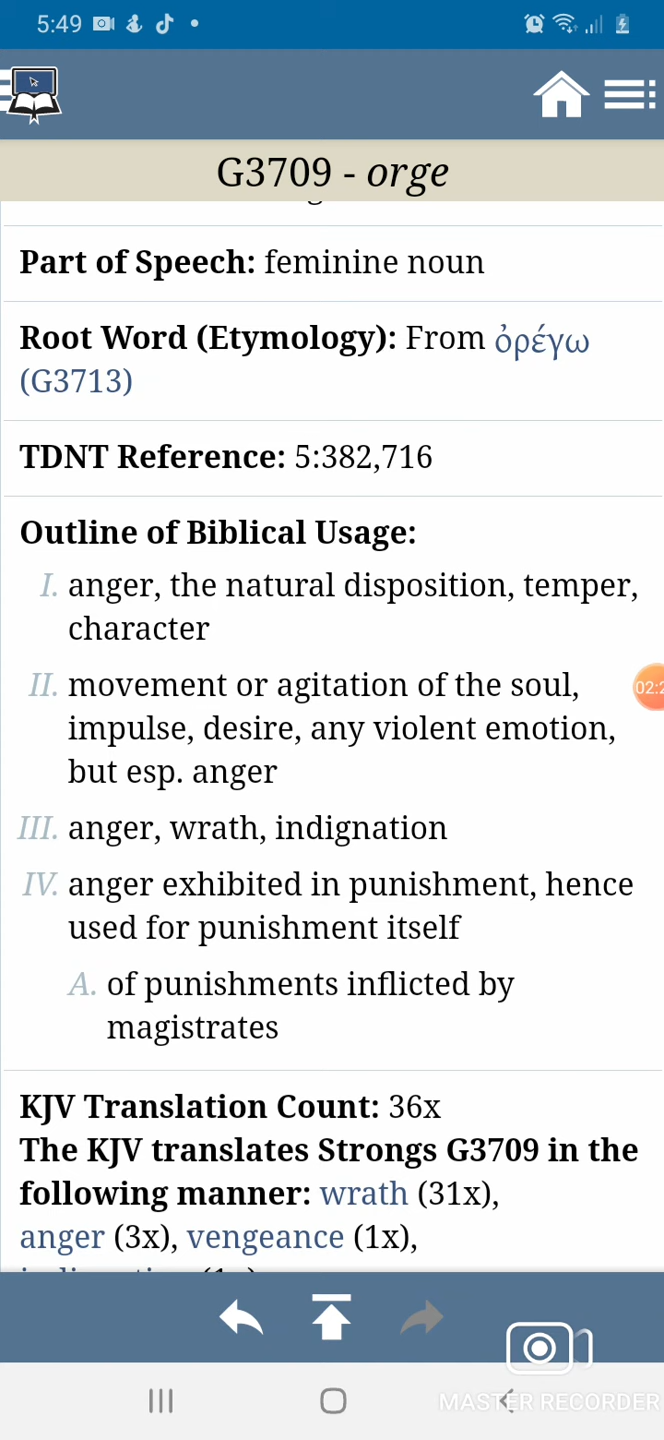 5:49
G3709 - orge
Part of Speech: feminine noun
Root Word (Etymology): From ὀρέγω
(G3713)
TDNT Reference: 5:382,716
Outline of Biblical Usage:
I. anger, the natural disposition, temper,
character
II. movement or agitation of the soul,
impulse, desire, any violent emotion,
but esp. anger
III. anger, wrath, indignation
IV. anger exhibited in punishment, hence
used for punishment itself
A. of punishments inflicted by
magistrates
KJV Translation Count: 36x
The KJV translates Strongs G3709 in the
following manner: wrath (31x),
anger (3x), vengeance (1x),
MASTER RECORDER